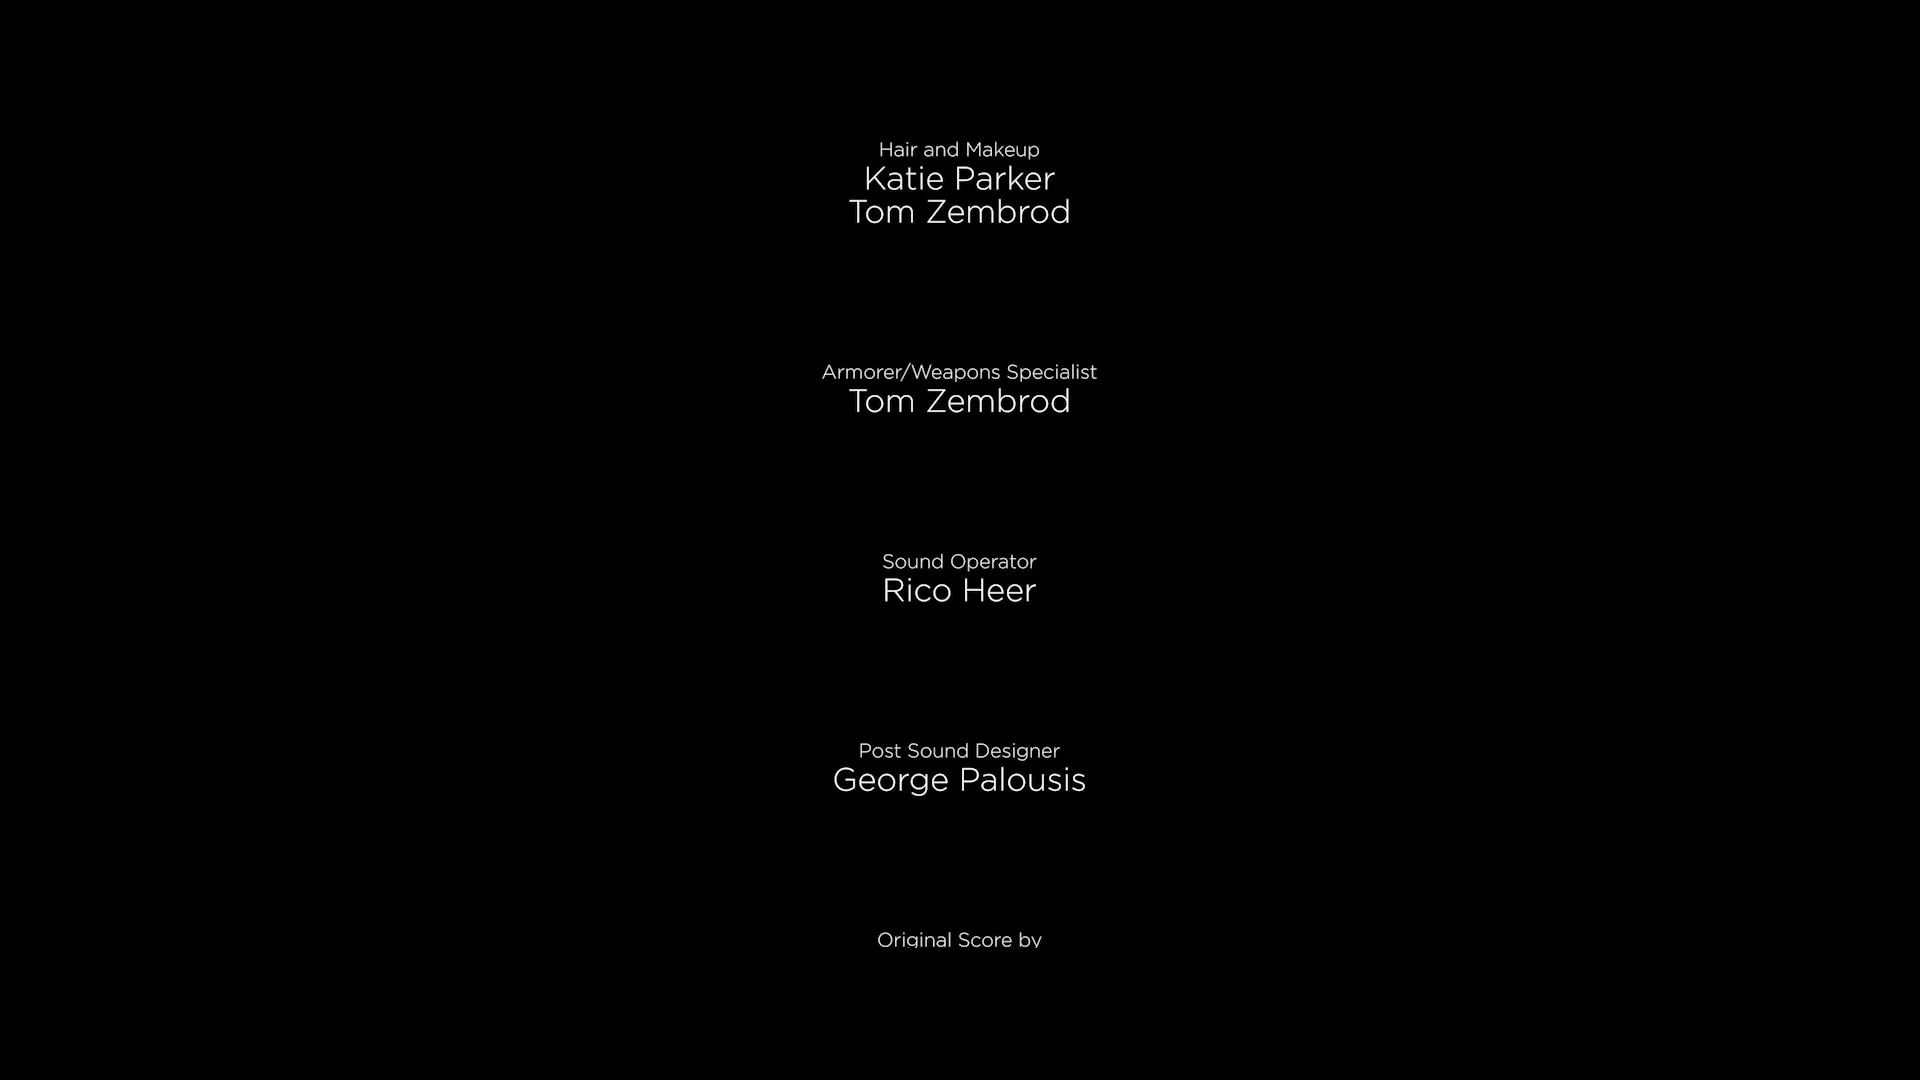 Hair and Makeup
Katie Parker
Tom Zembrod
Armorer/Weapons Specialist
Tom Zembrod
Sound Operator
Rico Heer
Post Sound Designer
George Palousis
Original Score by